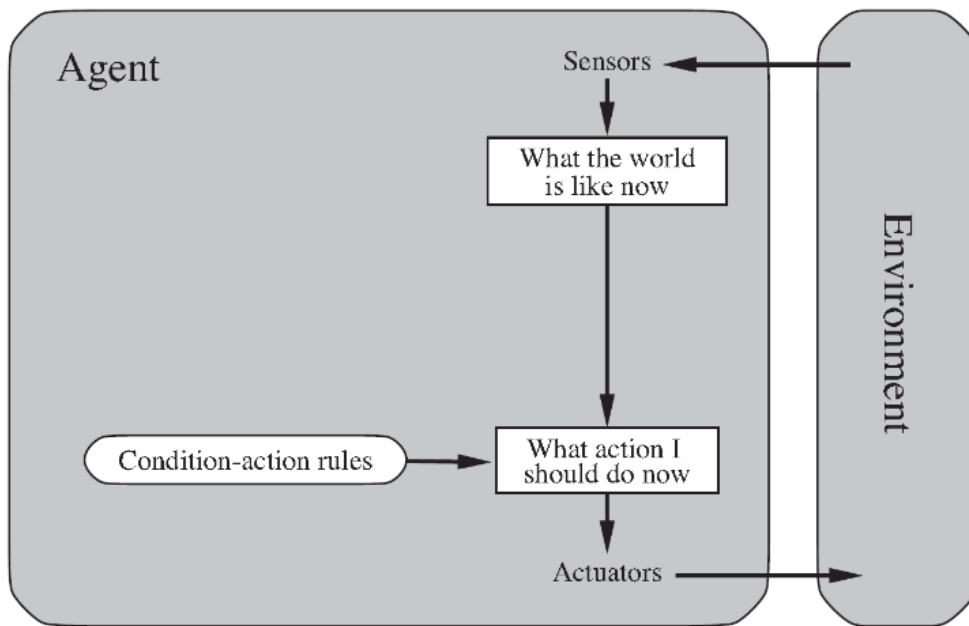 Agent
Sensors
What the world
is like now
Environment
Condition-action rules
What action I
should do now
Actuators